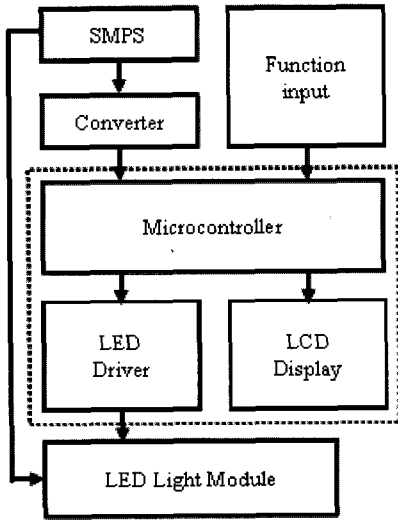 SMPS
Function
input
Converter
Microcontroller
LED
Driver
LCD
Display
LED Light Module